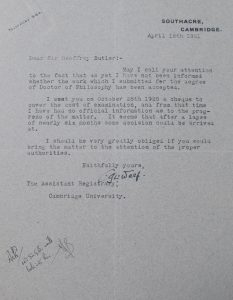 SOUTHACRE,
CAMBRIDGE.
April 18th 1921
Dear Sir Geoffrey Butler:-
May I call your attention
to the fact that as yet I have not been informed
whether the work which I submitted for the degree
of Doctor of Philosophy has been accepted.
I sent you on October 25th 1920 a cheque to
cover the cost of examination, and from that time
I have had no official information as to the prog-
ress of the matter. It seems that after a lapse
of nearly six months some decision could be arrived
at.
I should be very greatly obliged if you would
bring the matter to the attention of the proper
authorities.
Faithfully yours,
The Assistant Registrary,
Cambridge University.